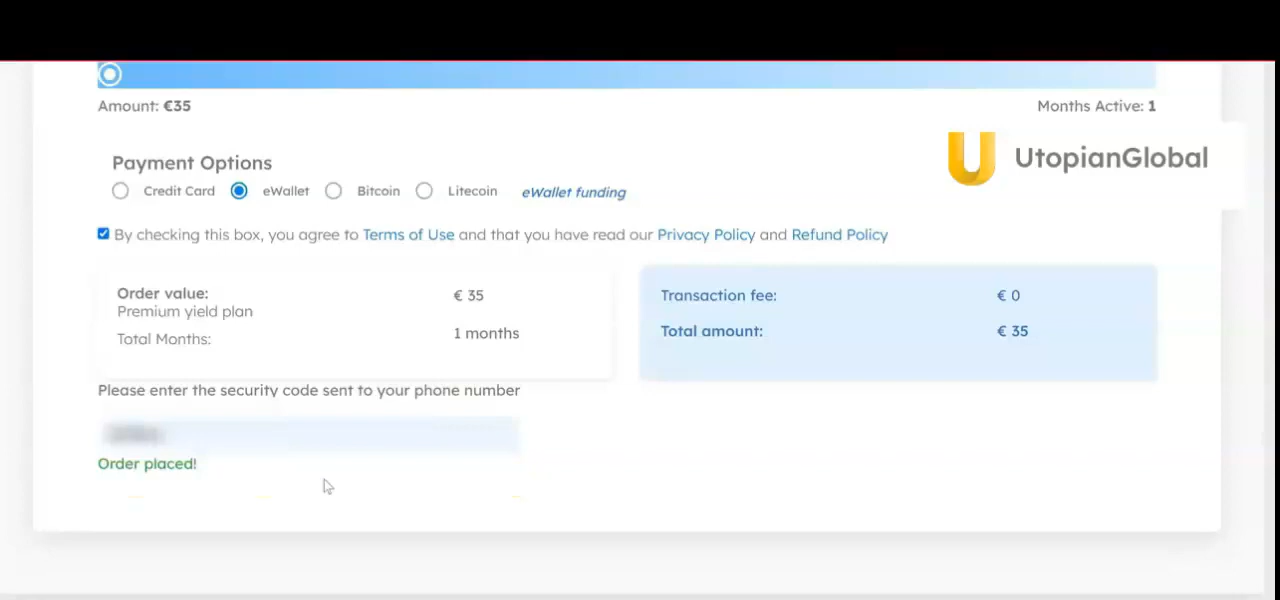 Amount: €35 Months Active: 1
UtopianGlobal
Payment Options
Credit Card eWallet Bitcoin Litecoin eWallet funding
By checking this box, you agree to Terms of Use and that you have read our Privacy Policy and Refund Policy
Order value: € 35
Premium yield plan
Total Months: 1 months
Transaction fee: € 0
Total amount: € 35
Please enter the security code sent to your phone number
Order placed!